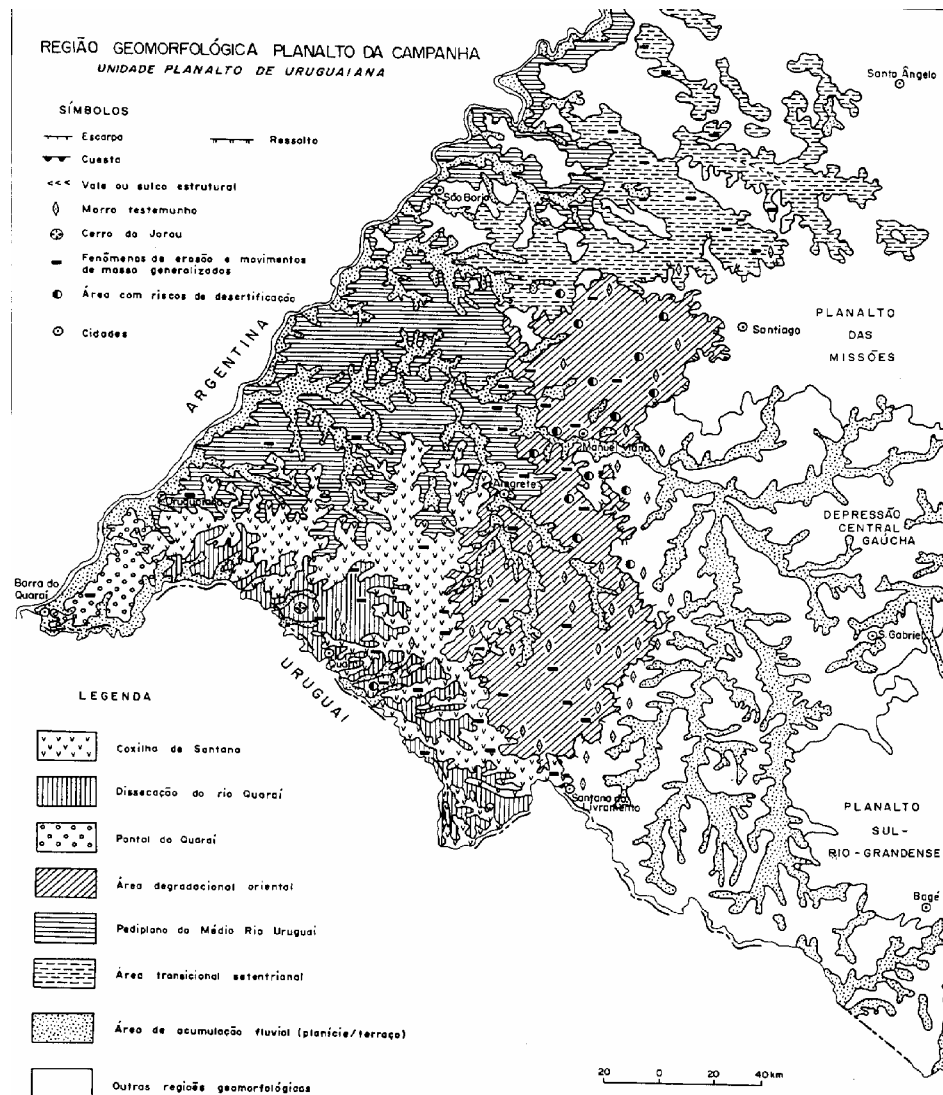 REGIÃO GEOMORFOLÓGICA PLANALTO DA CAMPANHA
UNIDADE PLANALTO DE URUGUAIANA
SÍMBOLOS
Escarpa
Ressalto
Cuesta
Vale ou sulco estrutural
Morro testemunho
Cerro do Jarau
Fenômenos de erosão e movimentos
de massa generalizados
Área com riscos de desertificação
Cidades
Santo Ângelo
São Borja
ARGENTINA
Santiago
PLANALTO
DAS
MISSÕES
Manuel Viana
Alegrete
Uruguaiana
DEPRESSÃO
CENTRAL
GAÚCHA
Barra do
Quaraí
S. Gabriel
Quaraí
URUGUAI
Santana do
Livramento
PLANALTO
SUL-
RIO-GRANDENSE
Bagé
LEGENDA
Coxilha de Santana
Dissecação do rio Quaraí
Pontal do Quaraí
Área degradacional oriental
Pediplano do Médio Rio Uruguai
Área transicional setentrional
Área de acumulação fluvial (planície/terraço)
Outras regiões geomorfológicas
20 0 20 40 km